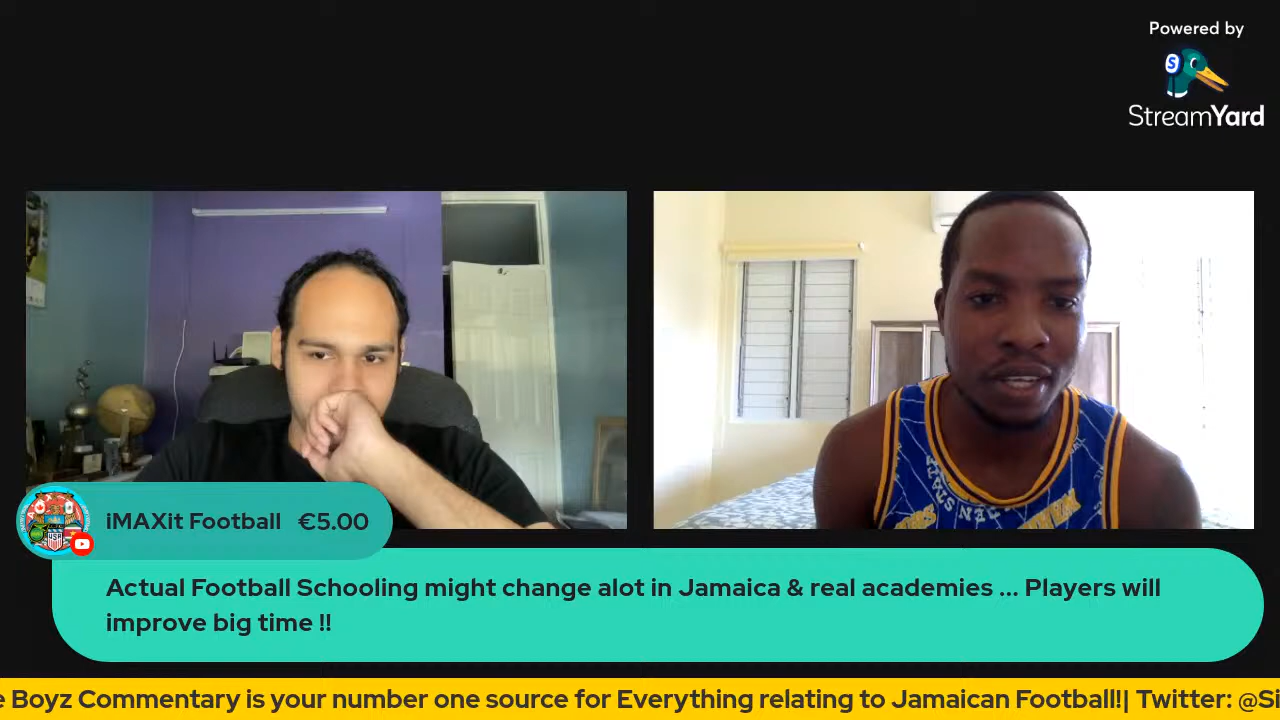 Powered by
StreamYard
iMAXit Football €5.00
Actual Football Schooling might change alot in Jamaica & real academies ... Players will
improve big time !!
e Boyz Commentary is your number one source for Everything relating to Jamaican Football!| Twitter: @Si